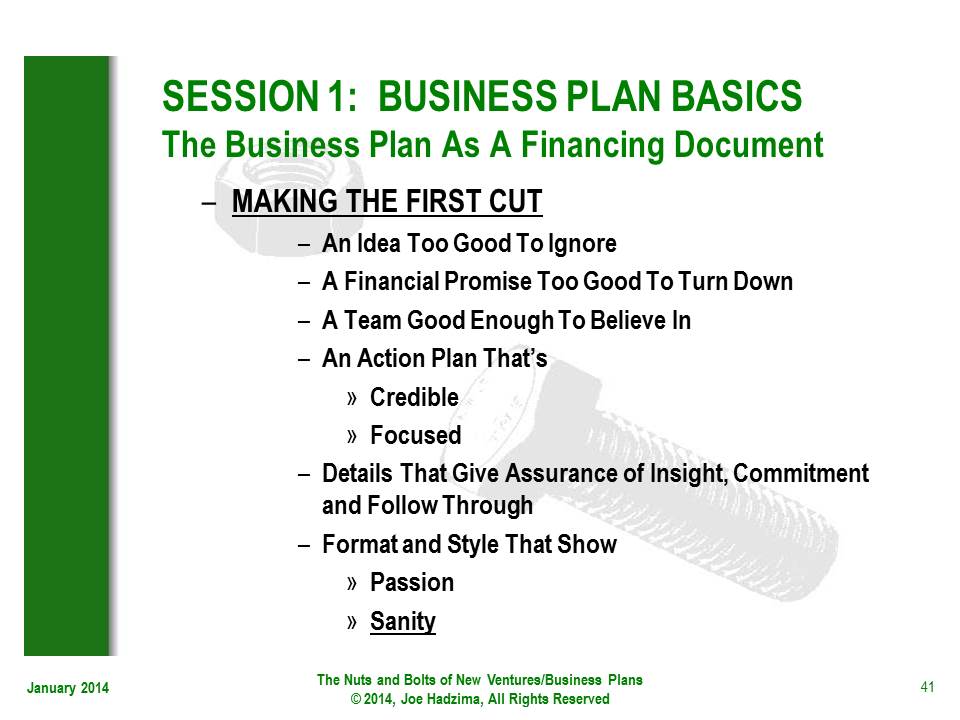 SESSION 1: BUSINESS PLAN BASICS
The Business Plan As A Financing Document
– MAKING THE FIRST CUT
– An Idea Too Good To Ignore
– A Financial Promise Too Good To Turn Down
– A Team Good Enough To Believe In
– An Action Plan That’s
» Credible
» Focused
– Details That Give Assurance of Insight, Commitment
and Follow Through
– Format and Style That Show
» Passion
» Sanity
January 2014
The Nuts and Bolts of New Ventures/Business Plans
© 2014, Joe Hadzima, All Rights Reserved
41